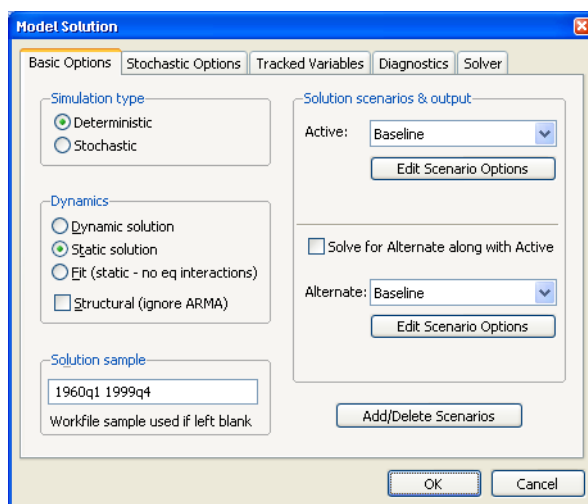 Model Solution
Basic Options
Stochastic Options
Tracked Variables
Diagnostics
Solver
Simulation type
Deterministic
Stochastic
Dynamics
Dynamic solution
Static solution
Fit (static - no eq interactions)
Structural (ignore ARMA)
Solution sample
1960q1 1999q4
Workfile sample used if left blank
Solution scenarios & output
Active:
Baseline
Edit Scenario Options
Solve for Alternate along with Active
Alternate:
Baseline
Edit Scenario Options
Add/Delete Scenarios
OK
Cancel